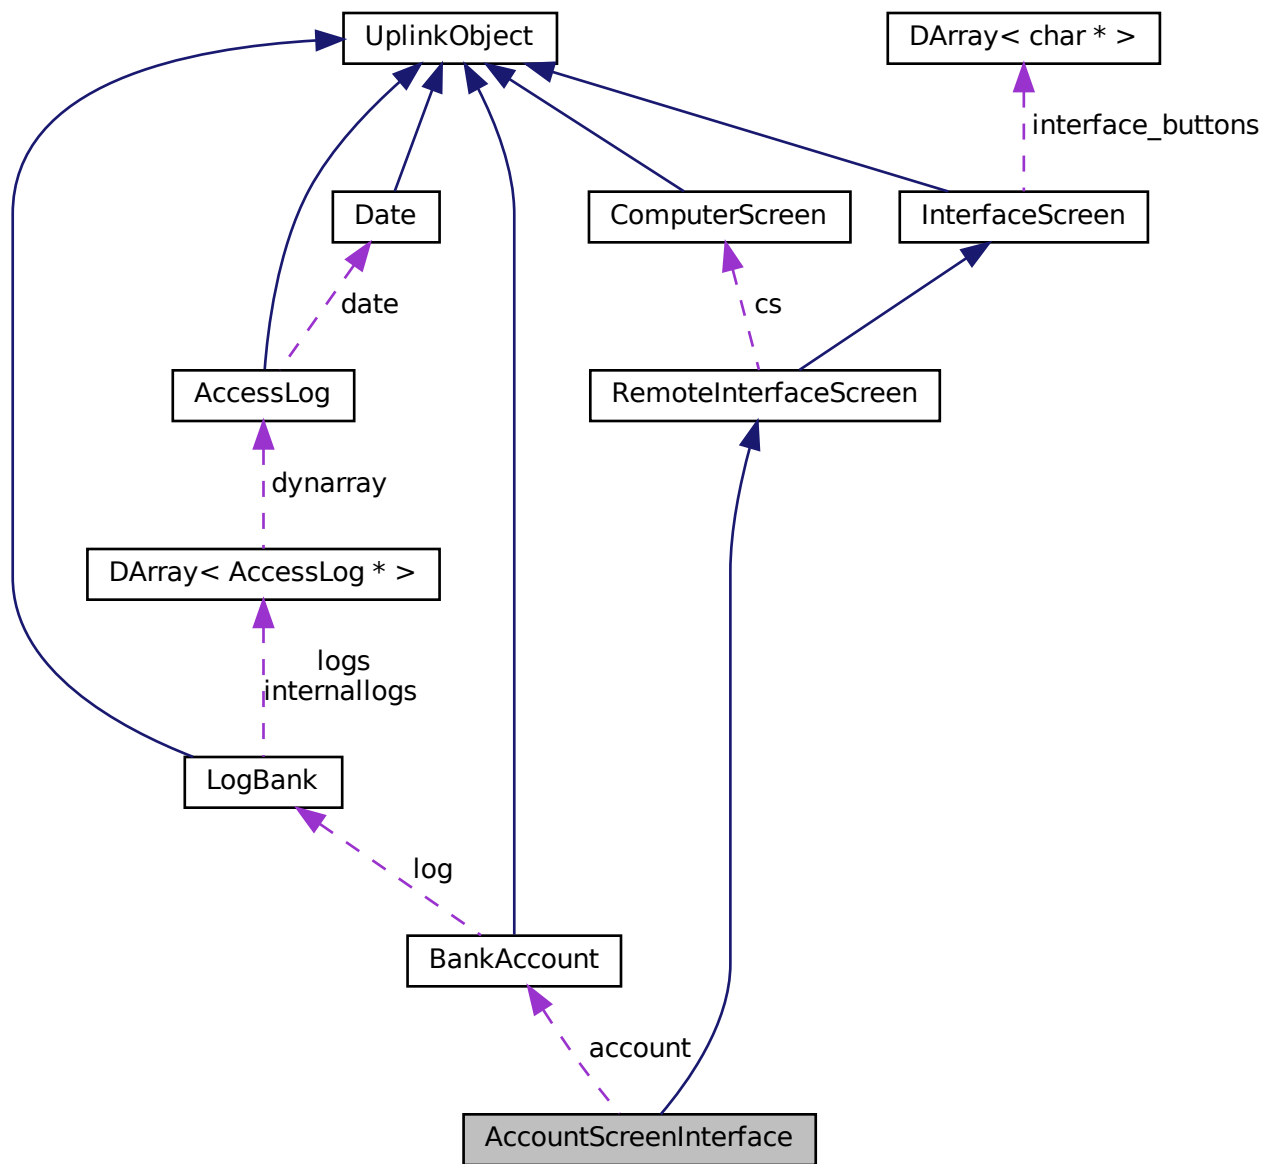 UplinkObject
DArray< char * >
interface_buttons
Date
ComputerScreen
InterfaceScreen
date
cs
AccessLog
RemoteInterfaceScreen
dynarray
DArray< AccessLog * >
logs
internallogs
LogBank
log
BankAccount
account
AccountScreenInterface